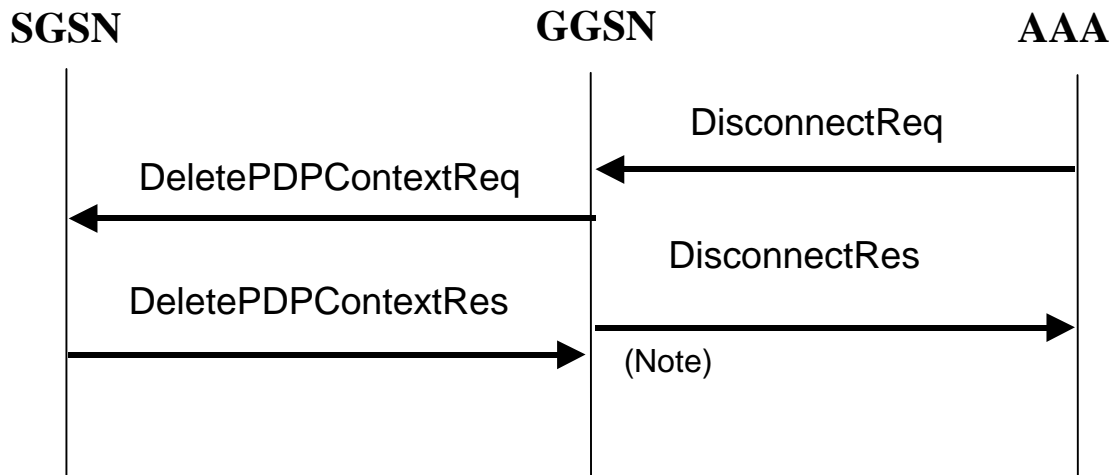 SGSN GGSN AAA
DisconnectReq
DeletePDPContextReq
DisconnectRes
DeletePDPContextRes
(Note)